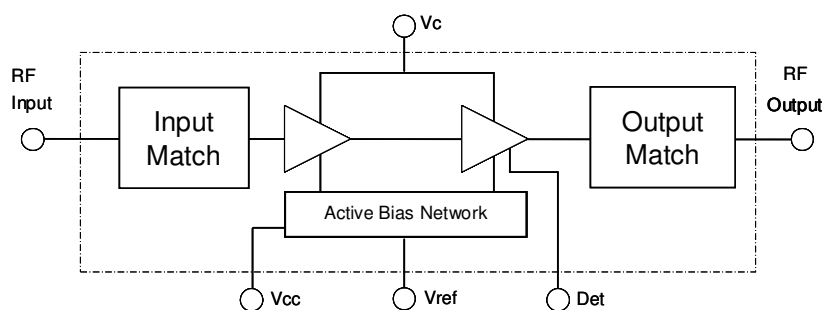 Vc
RF
Input
RF
Output
Input
Match
Output
Match
Active Bias Network
Vcc
Vref
Det